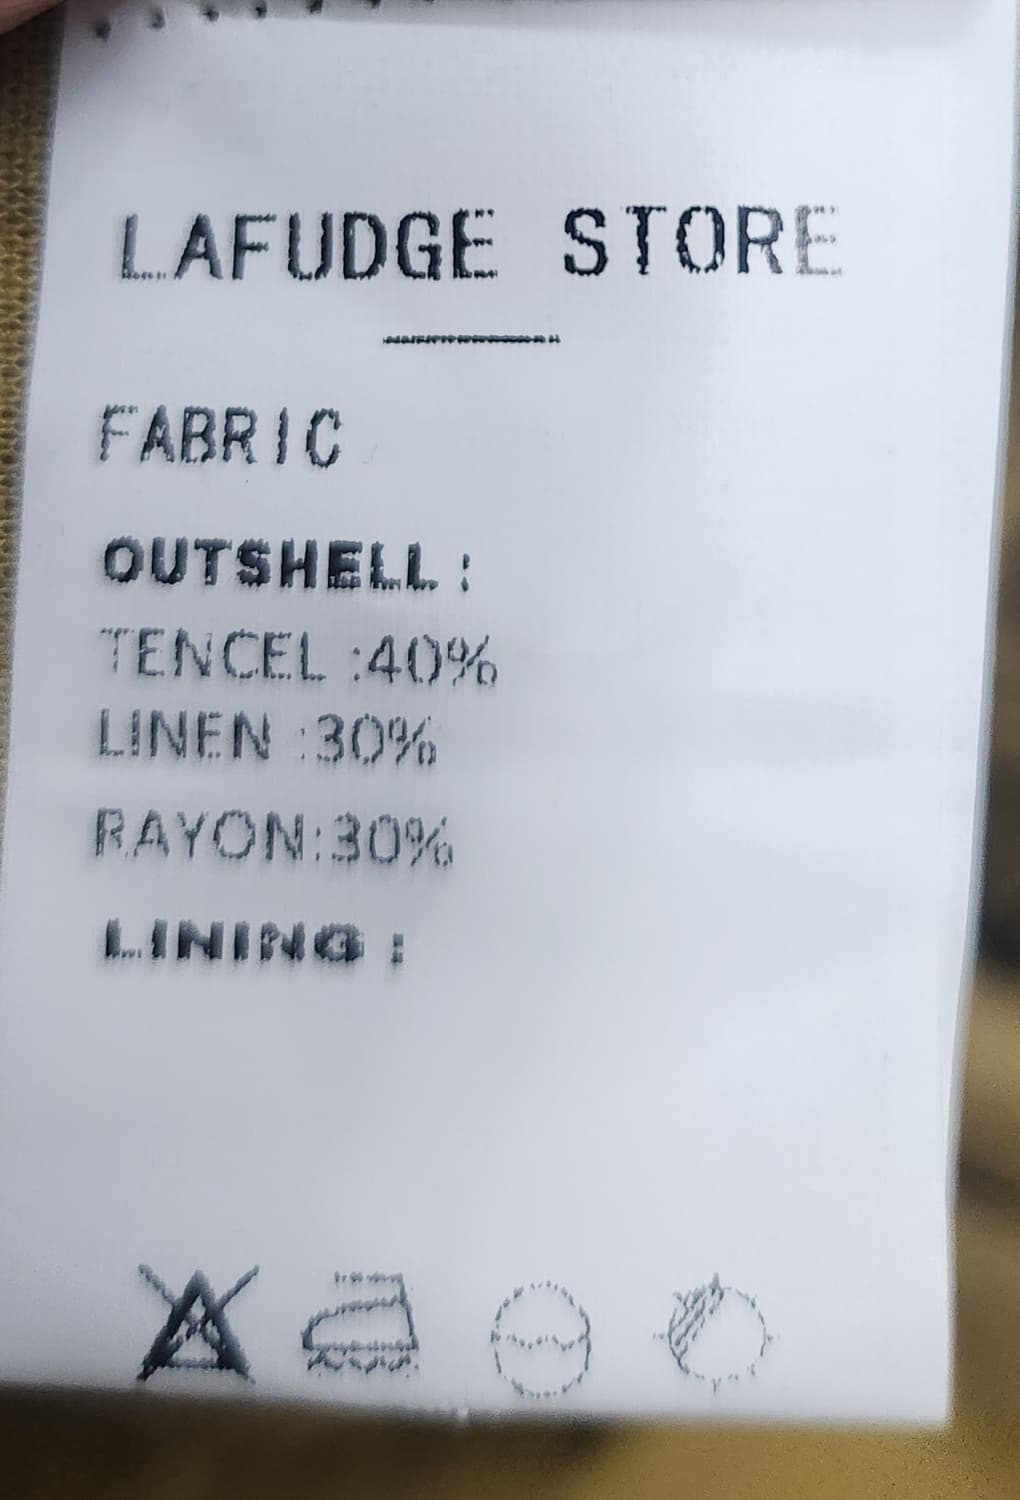 LAFUDGE STORE
FABRIC
OUTSHELL :
TENCEL :40%
LINEN :30%
RAYON:30%
LINING :